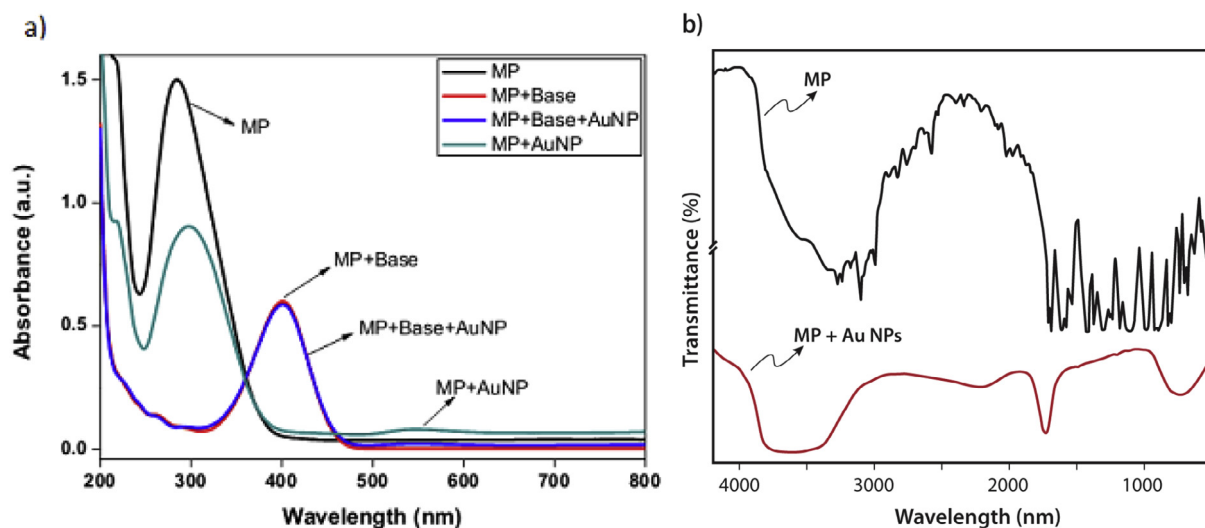 a)
Absorbance (a.u.)
1.5
1.0
0.5
0.0
MP
MP+Base
MP+Base+AuNP
MP+AuNP
MP
MP+Base
MP+Base+AuNP
MP+AuNP
200 300 400 500 600 700 800
Wavelength (nm)
b)
Transmittance (%)
MP
MP + Au NPs
4000 3000 2000 1000
Wavelength (nm)